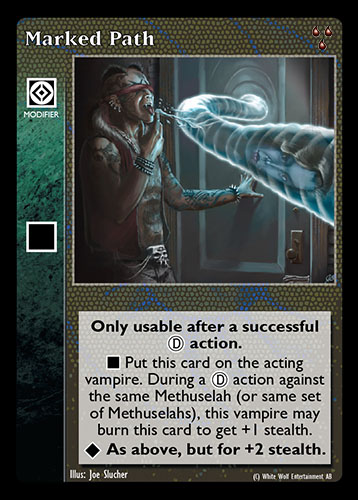 Marked Path
MODIFIER
Only usable after a successful
Ⓓ action.
Put this card on the acting
vampire. During a Ⓓ action against
the same Methuselah (or same set
of Methuselahs), this vampire may
burn this card to get +1 stealth.
As above, but for +2 stealth.
Illus: Joe Slucher
(C) White Wolf Entertainment AB